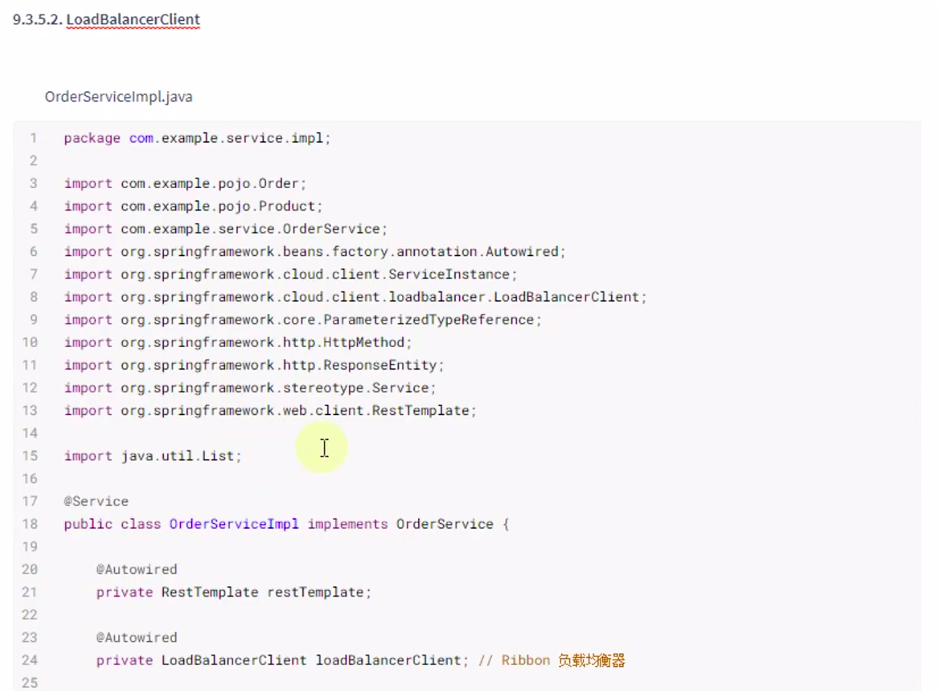 9.3.5.2. LoadBalancerClient
OrderServiceImpl.java
1 package com.example.service.impl;
2
3 import com.example.pojo.Order;
4 import com.example.pojo.Product;
5 import com.example.service.OrderService;
6 import org.springframework.beans.factory.annotation.Autowired;
7 import org.springframework.cloud.client.ServiceInstance;
8 import org.springframework.cloud.client.loadbalancer.LoadBalancerClient;
9 import org.springframework.core.ParameterizedTypeReference;
10 import org.springframework.http.HttpMethod;
11 import org.springframework.http.ResponseEntity;
12 import org.springframework.stereotype.Service;
13 import org.springframework.web.client.RestTemplate;
14
15 import java.util.List;
16
17 @Service
18 public class OrderServiceImpl implements OrderService {
19
20     @Autowired
21     private RestTemplate restTemplate;
22
23     @Autowired
24     private LoadBalancerClient loadBalancerClient; // Ribbon 负载均衡器
25